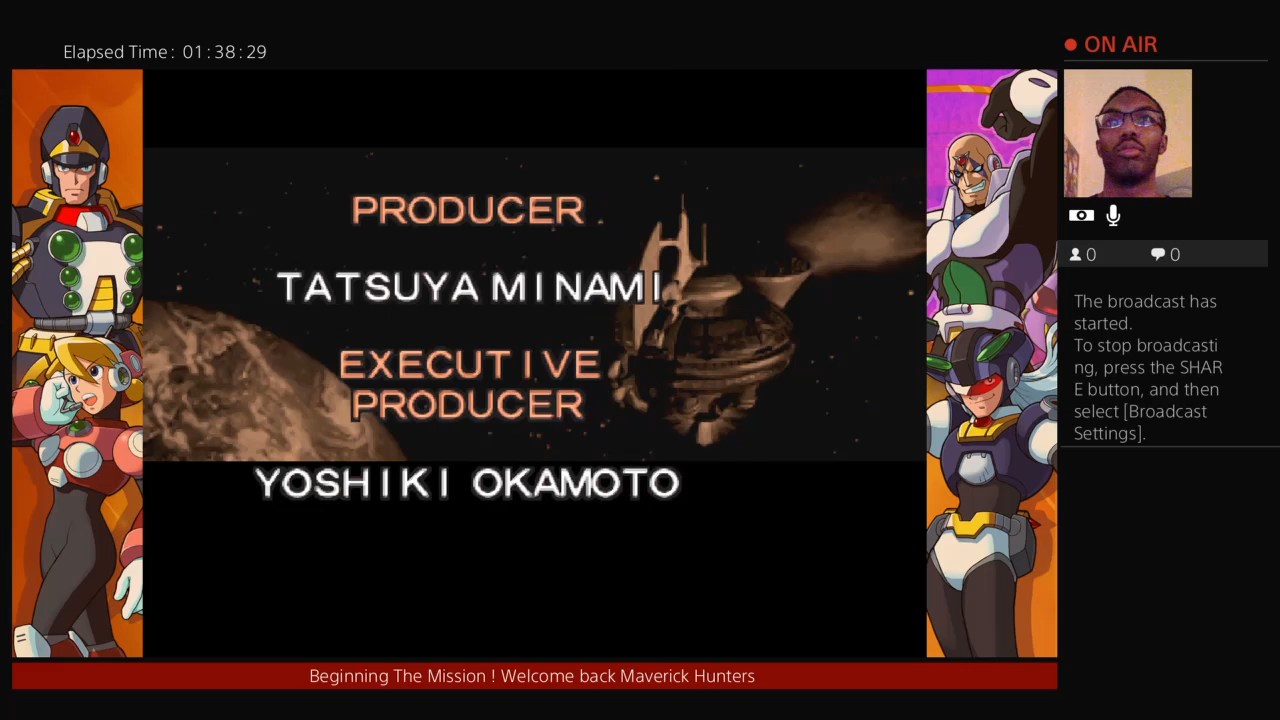 Elapsed Time: 01:38:29
ON AIR
PRODUCER
TATSUYA MINAMI
EXECUTIVE
PRODUCER
YOSHIKI OKAMOTO
0
0
The broadcast has
started.
To stop broadcasti
ng, press the SHAR
E button, and then
select [Broadcast
Settings].
Beginning The Mission ! Welcome back Maverick Hunters